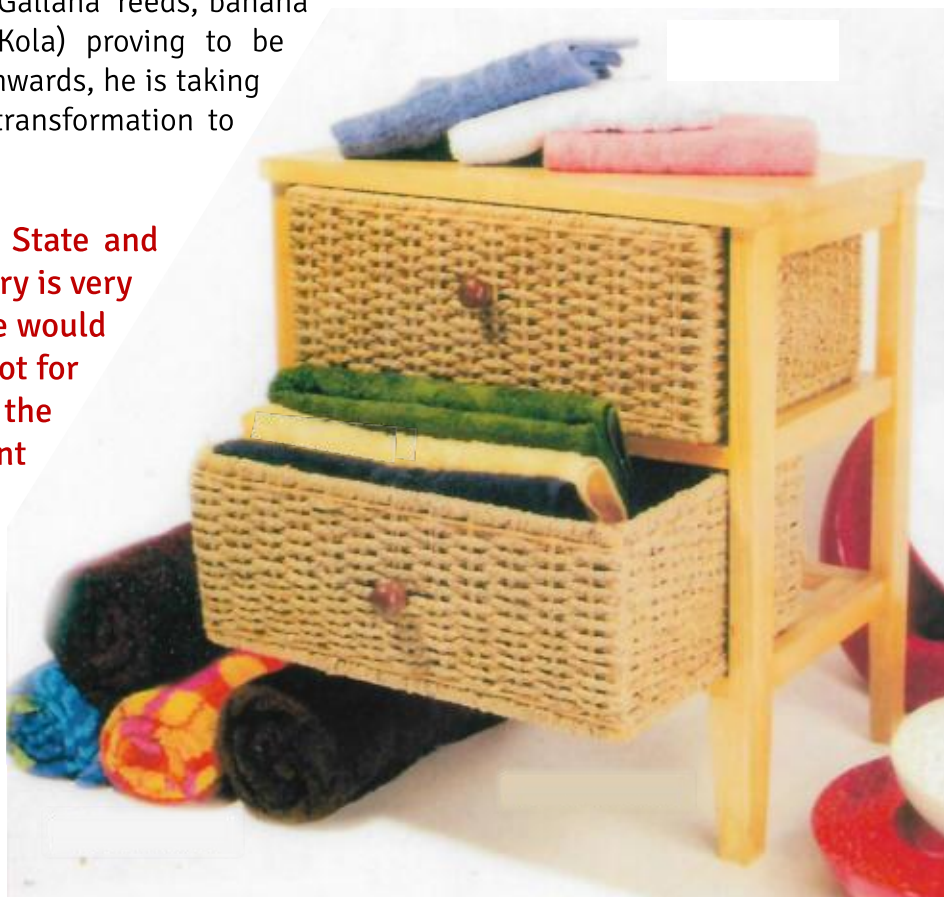 Gallana reeds, banana
Kola) proving to be
nwards, he is taking
transformation to
State and
ry is very
e would
ot for
the
nt